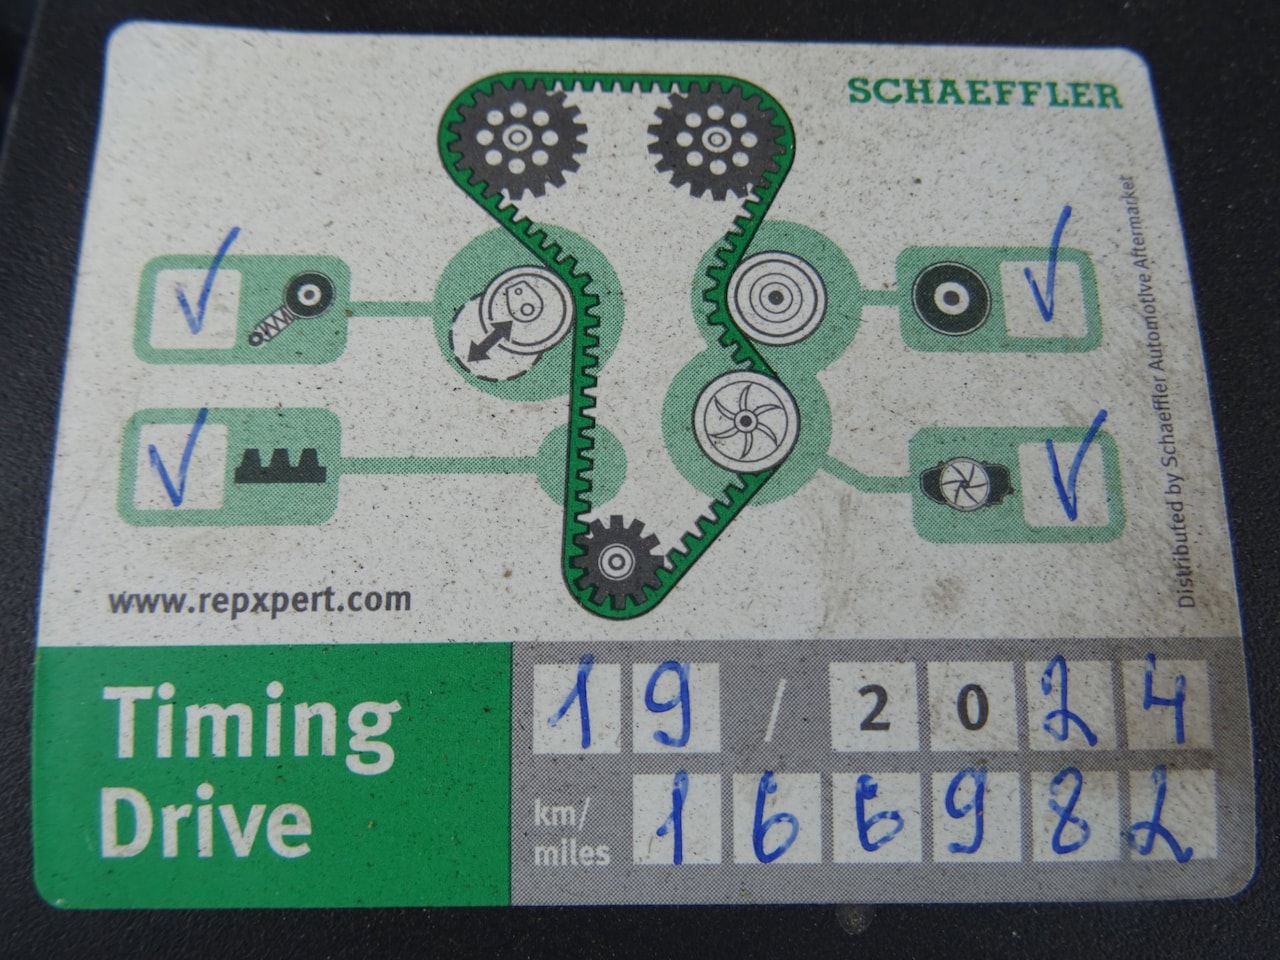 SCHAEFFLER
Distributed by Schaeffler Automotive Aftermarket
www.repxpert.com
Timing
Drive
19 / 2024
km/
miles
166982